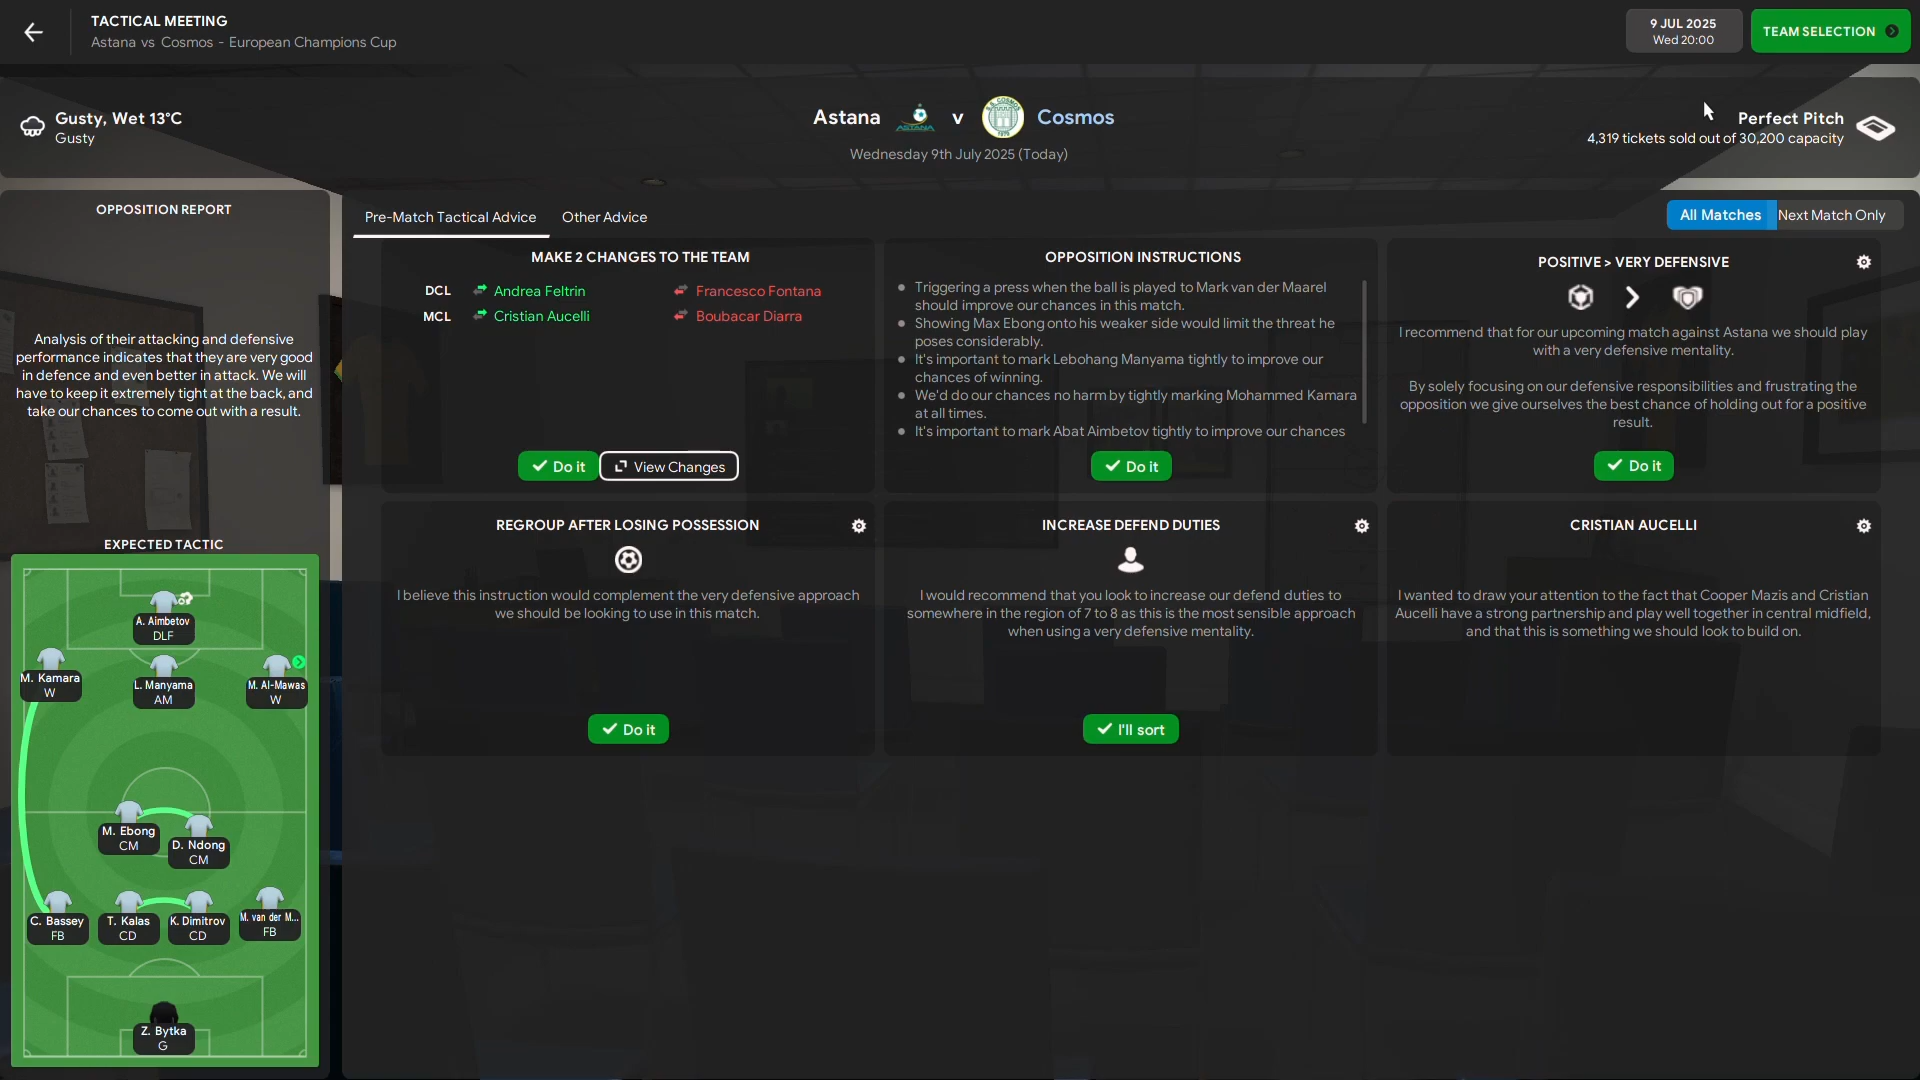 TACTICAL MEETING
Astana vs Cosmos - European Champions Cup
9 JUL 2025
Wed 20:00
TEAM SELECTION
Gusty, Wet 13°C
Gusty
Astana v Cosmos
Wednesday 9th July 2025 (Today)
Perfect Pitch
4,319 tickets sold out of 30,200 capacity
OPPOSITION REPORT
Analysis of their attacking and defensive
performance indicates that they are very good
in defence and even better in attack. We will
have to keep it extremely tight at the back, and
take our chances to come out with a result.
EXPECTED TACTIC
A. Aimbetov
DLF
M. Kamara
W
L. Manyama
AM
M. Al-Mawas
W
M. Ebong
CM
D. Ndong
CM
C. Bassey
FB
T. Kalas
CD
K. Dimitrov
CD
M. van der M...
FB
Z. Bytka
G
Pre-Match Tactical Advice
Other Advice
All Matches
Next Match Only
MAKE 2 CHANGES TO THE TEAM
DCL Andrea Feltrin Francesco Fontana
MCL Cristian Aucelli Boubacar Diarra
Do it
View Changes
OPPOSITION INSTRUCTIONS
Triggering a press when the ball is played to Mark van der Maarel
should improve our chances in this match.
Showing Max Ebong onto his weaker side would limit the threat he
poses considerably.
It's important to mark Lebohang Manyama tightly to improve our
chances of winning.
We'd do our chances no harm by tightly marking Mohammed Kamara
at all times.
It's important to mark Abat Aimbetov tightly to improve our chances
Do it
POSITIVE > VERY DEFENSIVE
I recommend that for our upcoming match against Astana we should play
with a very defensive mentality.
By solely focusing on our defensive responsibilities and frustrating the
opposition we give ourselves the best chance of holding out for a positive
result.
Do it
REGROUP AFTER LOSING POSSESSION
I believe this instruction would complement the very defensive approach
we should be looking to use in this match.
Do it
INCREASE DEFEND DUTIES
I would recommend that you look to increase our defend duties to
somewhere in the region of 7 to 8 as this is the most sensible approach
when using a very defensive mentality.
I'll sort
CRISTIAN AUCELLI
I wanted to draw your attention to the fact that Cooper Mazis and Cristian
Aucelli have a strong partnership and play well together in central midfield,
and that this is something we should look to build on.